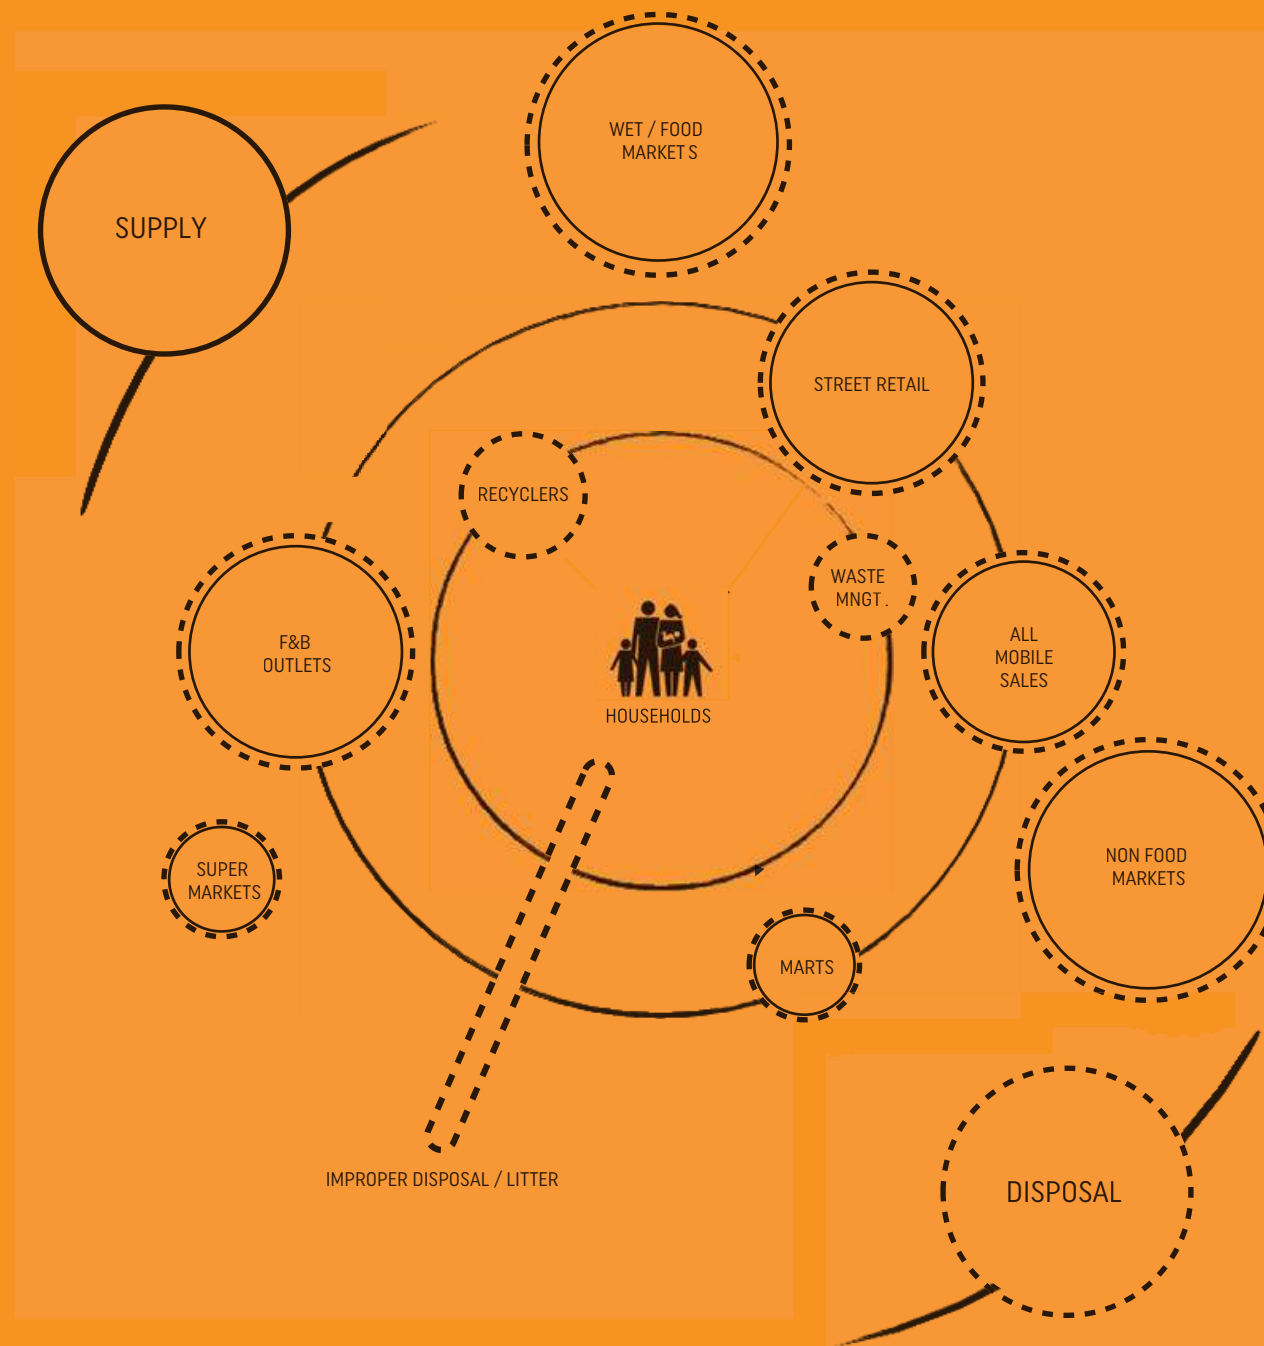 WET / FOOD
MARKETS
SUPPLY
STREET RETAIL
RECYCLERS
WASTE
MNGT.
F&B
OUTLETS
ALL
MOBILE
SALES
HOUSEHOLDS
SUPER
MARKETS
NON FOOD
MARKETS
MARTS
IMPROPER DISPOSAL / LITTER
DISPOSAL